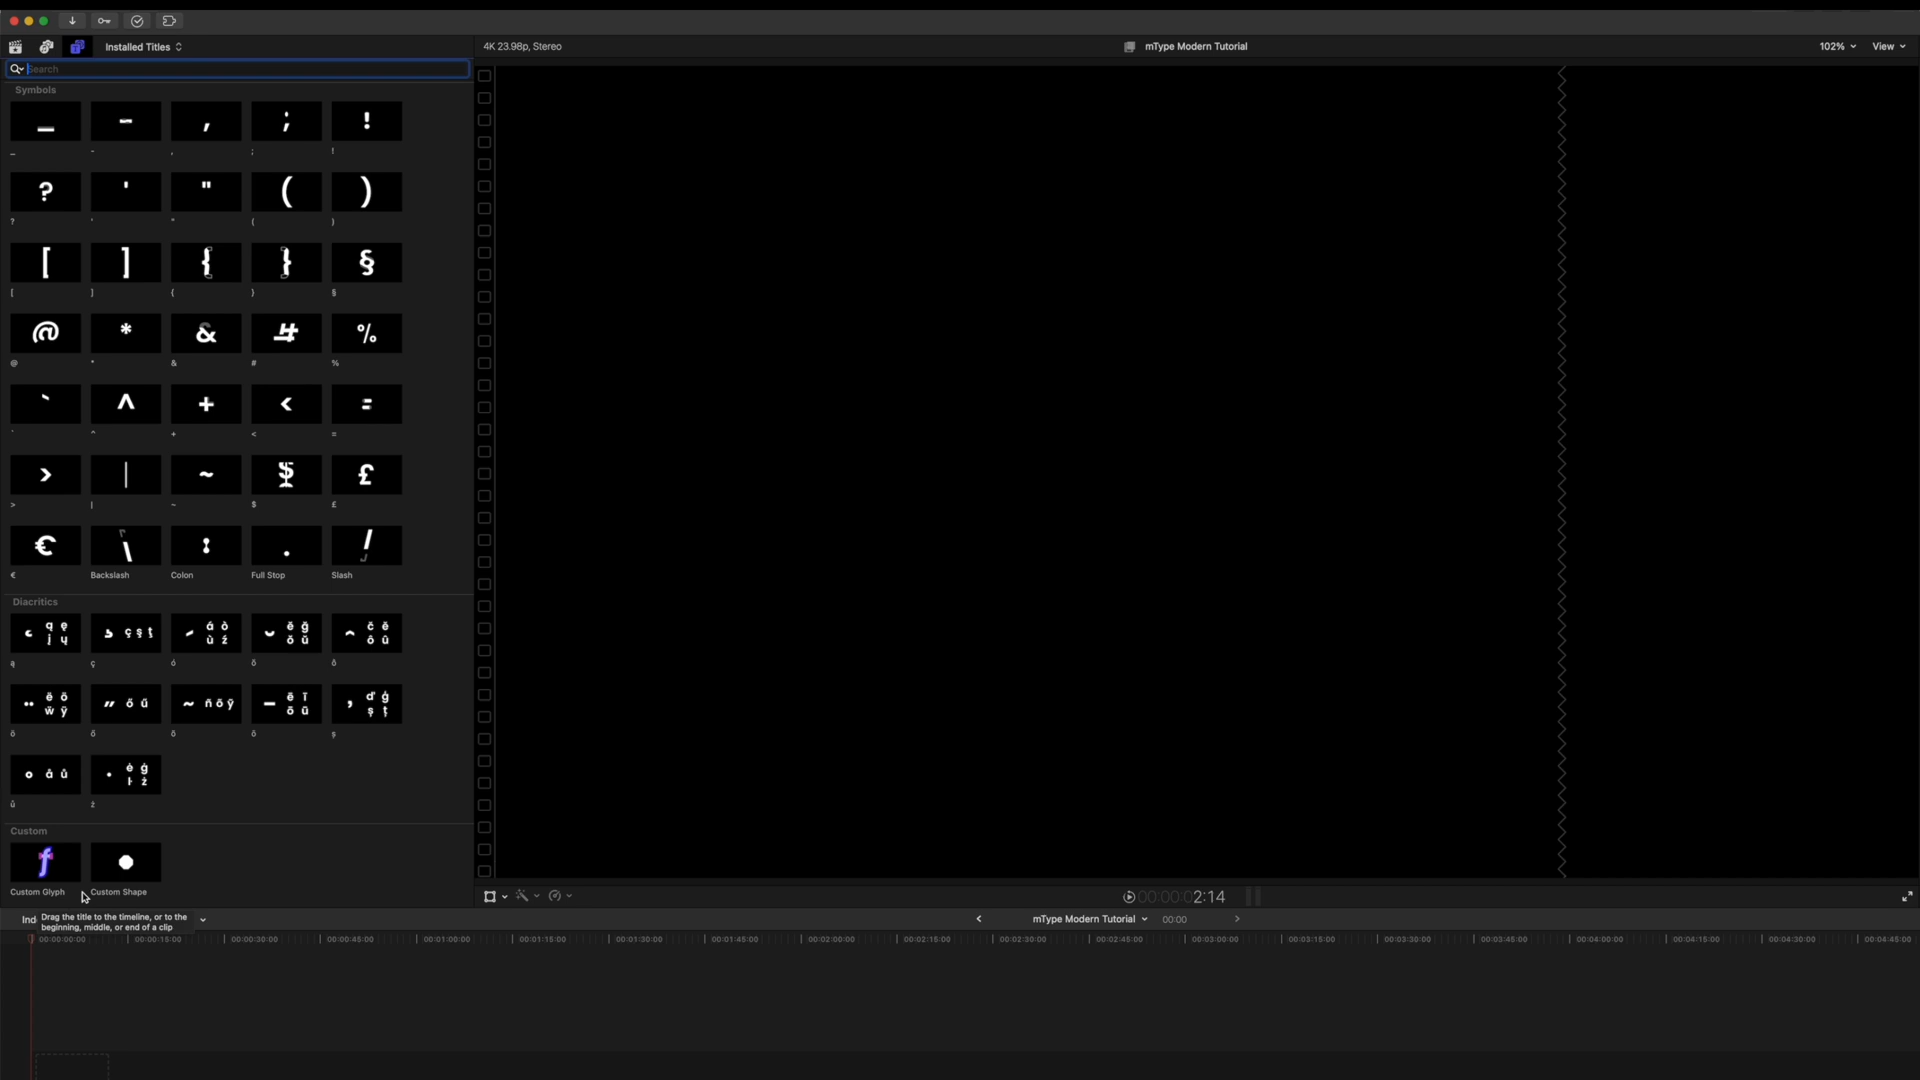 Installed Titles
4K 23.98p, Stereo
mType Modern Tutorial
102%
View
Search
Symbols
_ - , ; !
_ - , ; !
? ' " ( )
? ' " ( )
[ ] { } §
[ ] { } §
@ * & # %
@ * & # %
` ^ + < =
` ^ + < =
> | ~ $ £
> | ~ $ £
€ \ : . /
€ Backslash Colon Full Stop Slash
Diacritics
ą ç ó ŏ ô
ű
ů ż
Custom
Custom Glyph
Custom Shape
00:00:00 02:14
Drag the title to the timeline, or to the
beginning, middle, or end of a clip
mType Modern Tutorial
00:00
00:00:00:00 00:00:15:00 00:00:30:00 00:00:45:00 00:01:00:00 00:01:15:00 00:01:30:00 00:01:45:00 00:02:00:00 00:02:15:00 00:02:30:00 00:02:45:00 00:03:00:00 00:03:15:00 00:03:30:00 00:03:45:00 00:04:00:00 00:04:15:00 00:04:30:00 00:04:45:00